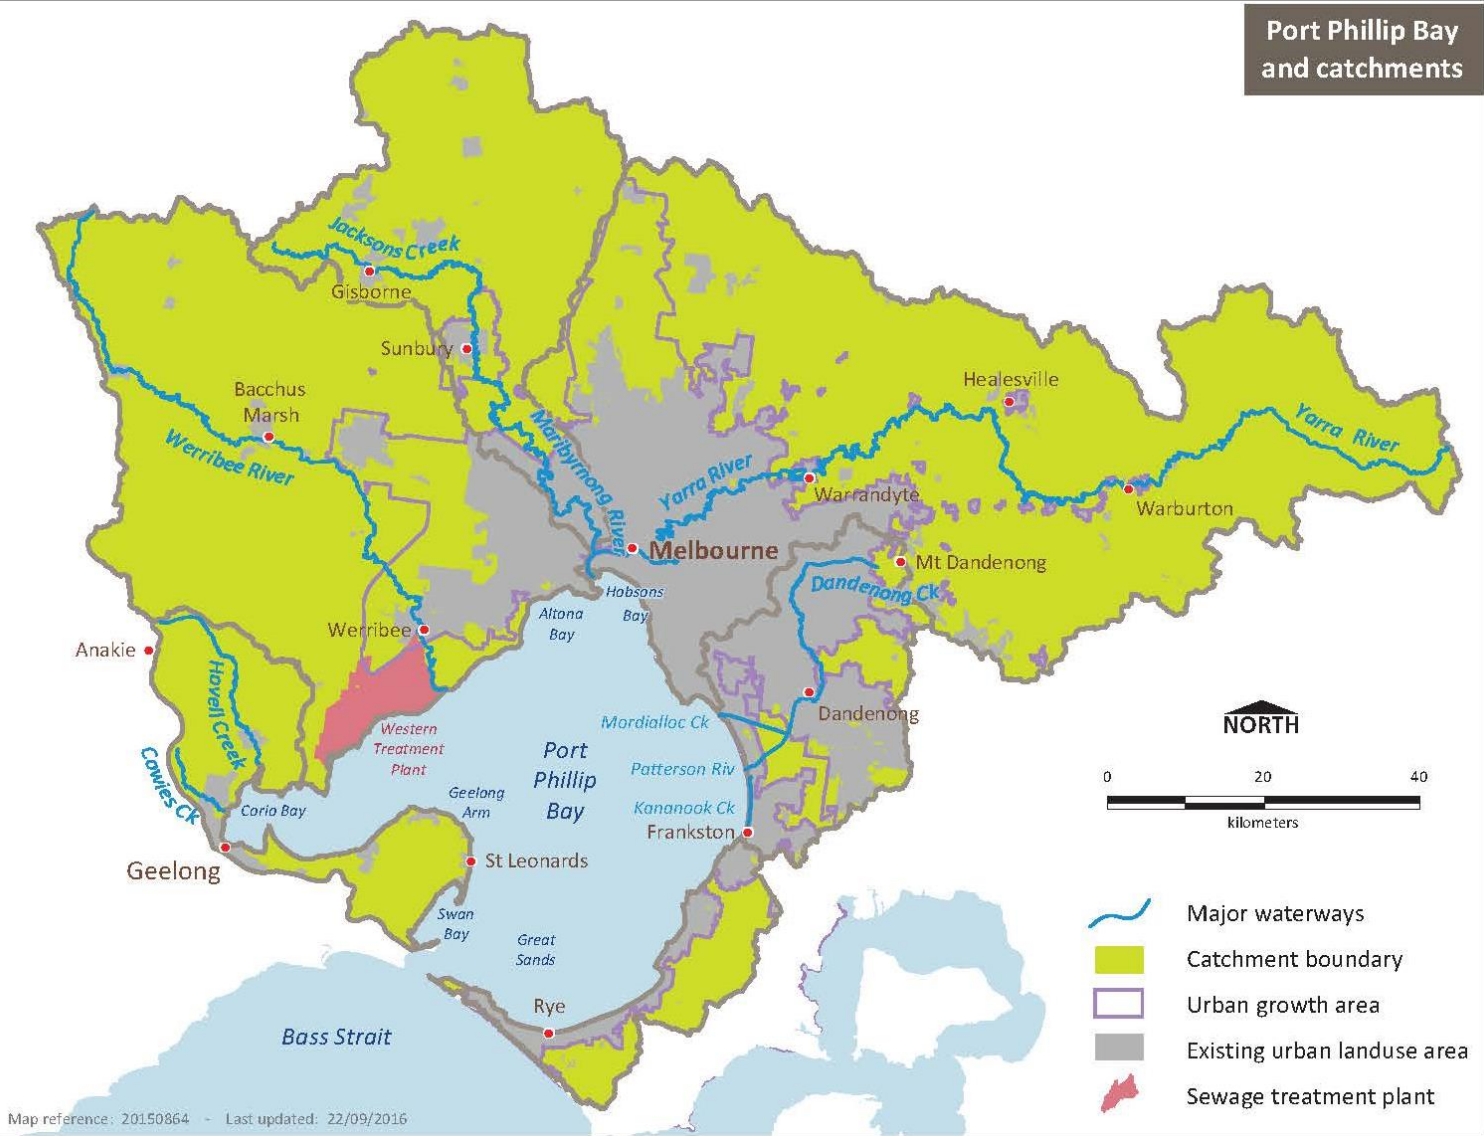 Port Phillip Bay
and catchments
Jacksons Creek
Gisborne
Sunbury
Bacchus
Marsh
Werribee River
Maribyrnong River
Yarra River
Healesville
Yarra River
Warrandyte
Warburton
Melbourne
Mt Dandenong
Dandenong Ck
Hobsons
Bay
Altona
Bay
Werribee
Anakie
Hovell Creek
Cowies Ck
Western
Treatment
Plant
Mordialloc Ck
Dandenong
Port
Phillip
Bay
Patterson Riv
Geelong
Arm
Kananook Ck
Frankston
Corio Bay
Geelong
St Leonards
Swan
Bay
Great
Sands
Rye
Bass Strait
NORTH
0 20 40
kilometers
Major waterways
Catchment boundary
Urban growth area
Existing urban landuse area
Sewage treatment plant
Map reference: 20150864 - Last updated: 22/09/2016